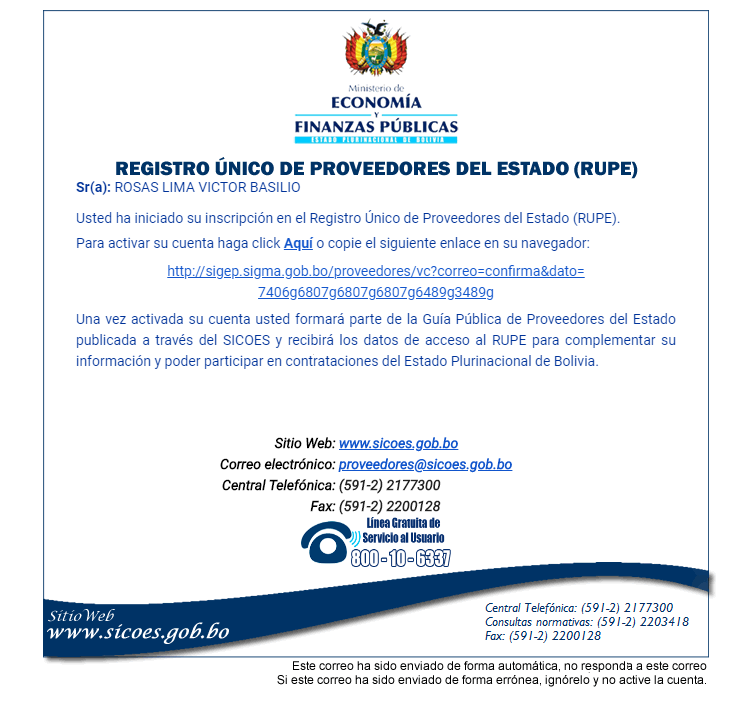 Ministerio de
ECONOMÍA
Y
FINANZAS PÚBLICAS
ESTADO PLURINACIONAL DE BOLIVIA
REGISTRO ÚNICO DE PROVEEDORES DEL ESTADO (RUPE)
Sr(a): ROSAS LIMA VICTOR BASILIO
Usted ha iniciado su inscripción en el Registro Único de Proveedores del Estado (RUPE).
Para activar su cuenta haga click Aquí o copie el siguiente enlace en su navegador:
http://sigep.sigma.gob.bo/proveedores/vc?correo=confirma&dato=
7406g6807g6807g6807g6489g3489g
Una vez activada su cuenta usted formará parte de la Guía Pública de Proveedores del Estado
publicada a través del SICOES y recibirá los datos de acceso al RUPE para complementar su
información y poder participar en contrataciones del Estado Plurinacional de Bolivia.
Sitio Web: www.sicoes.gob.bo
Correo electrónico: proveedores@sicoes.gob.bo
Central Telefónica: (591-2) 2177300
Fax: (591-2) 2200128
Línea Gratuita de
Servicio al Usuario
800-10-6337
Sitio Web
www.sicoes.gob.bo
Central Telefónica: (591-2) 2177300
Consultas normativas: (591-2) 2203418
Fax: (591-2) 2200128
Este correo ha sido enviado de forma automática, no responda a este correo
Si este correo ha sido enviado de forma errónea, ignórelo y no active la cuenta.